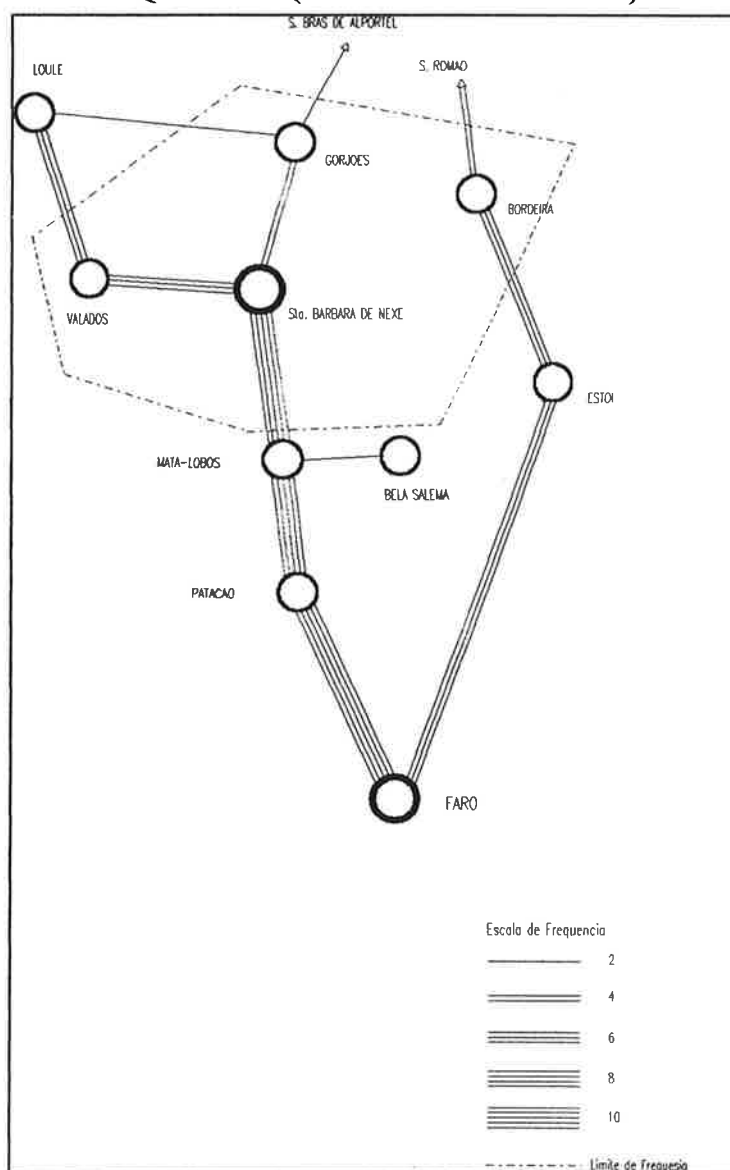 S. BRAS DE ALPORTEL
LOULE
S. ROMAO
GORJOES
BORDEIRA
VALADOS
Sta. BARBARA DE NEXE
ESTOI
MATA-LOBOS
BELA SALEMA
PATACAO
FARO
Escala de Frequencia
2
4
6
8
10
Limite de Freguesia